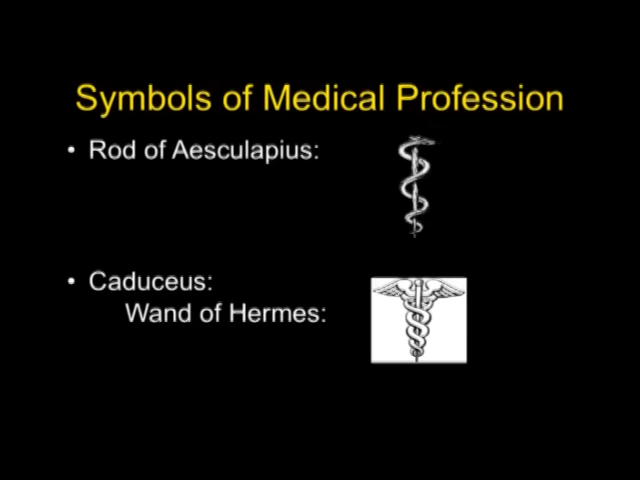 Symbols of Medical Profession
• Rod of Aesculapius:
• Caduceus:
Wand of Hermes: